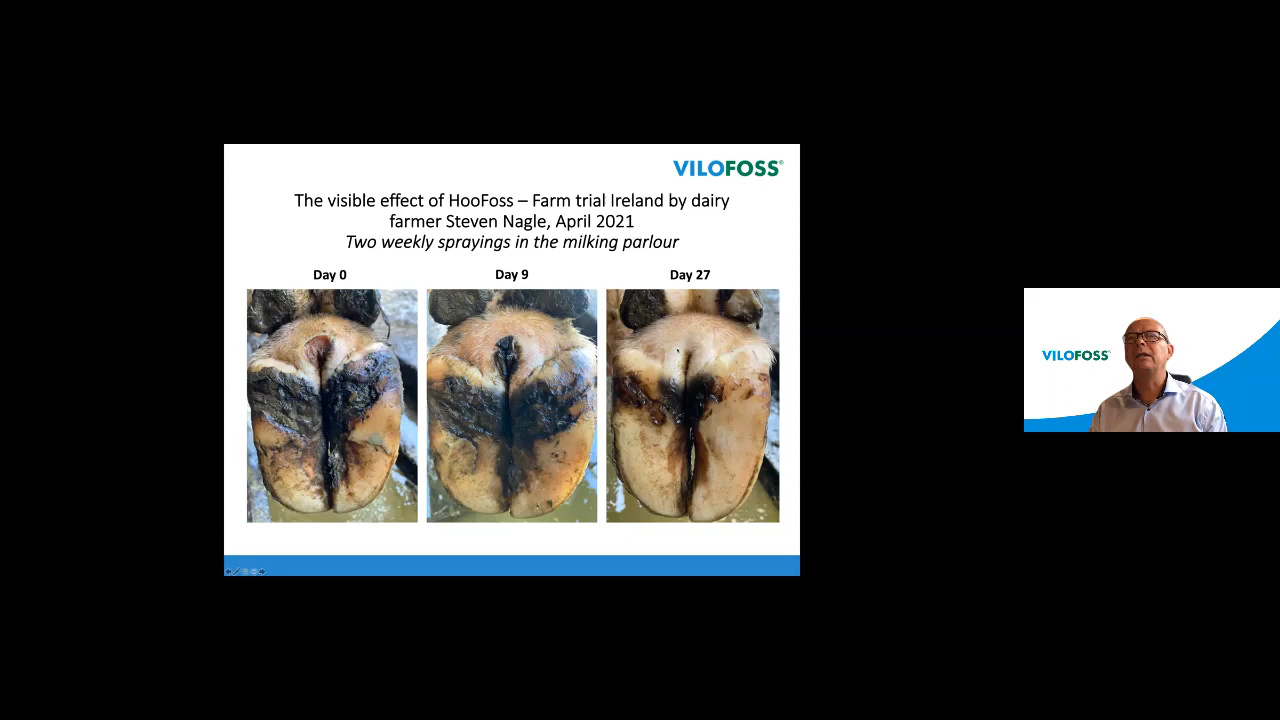 VILOFOSS®
The visible effect of HooFoss – Farm trial Ireland by dairy
farmer Steven Nagle, April 2021
Two weekly sprayings in the milking parlour
Day 0
Day 9
Day 27
VILOFOSS®